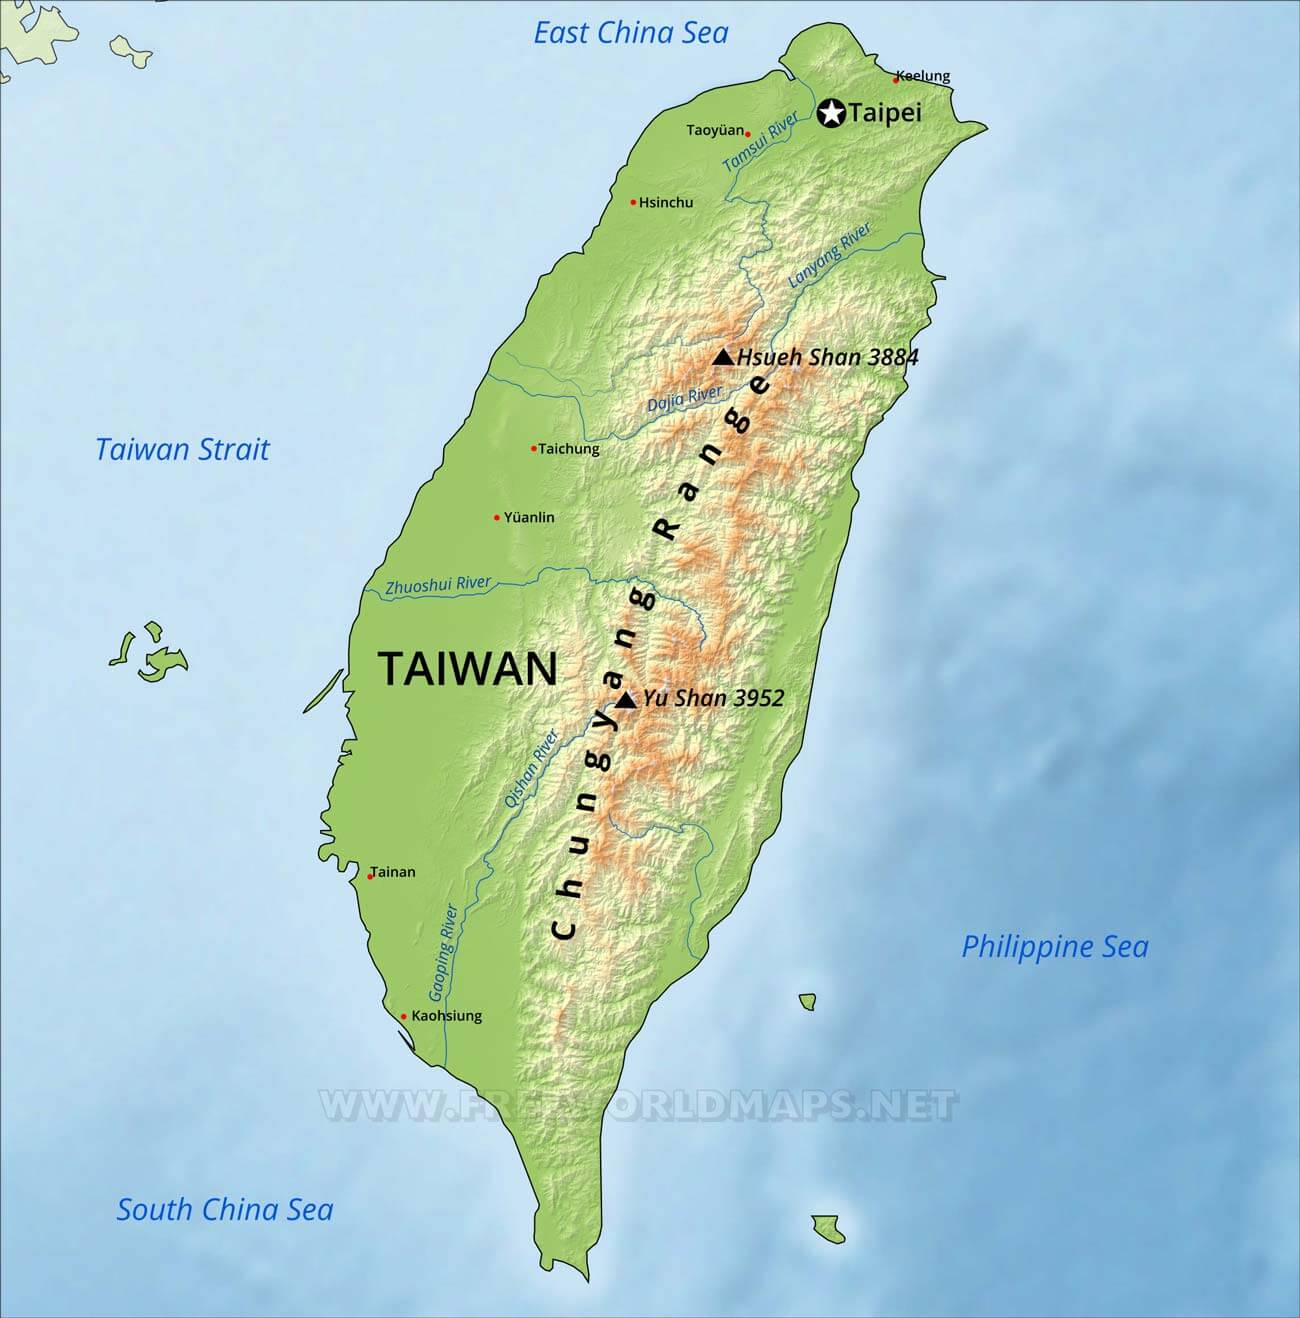 East China Sea
Keelung
Taipei
Taoyüan
Tamsui River
Hsinchu
Lanyang River
Hsueh Shan 3884
Dajia River
Taiwan Strait
Taichung
Yüanlin
Zhuoshui River
Chungyang Range
TAIWAN
Yu Shan 3952
Qishan River
Tainan
Gaoping River
Philippine Sea
Kaohsiung
WWW.FREEWORLDMAPS.NET
South China Sea